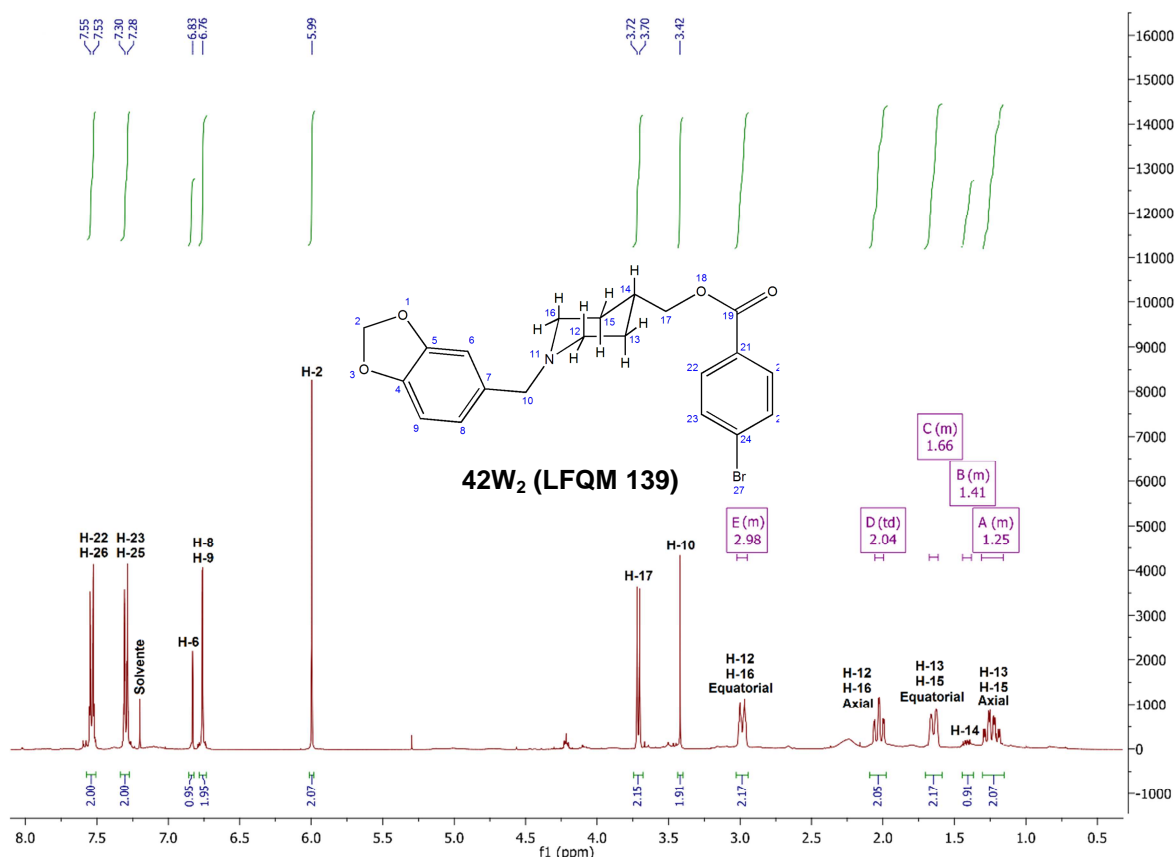 7.55
7.53
7.30
7.28
6.83
6.76
5.99
3.72
3.70
3.42
16000
15000
14000
13000
12000
11000
10000
9000
8000
7000
6000
5000
4000
3000
2000
1000
0
-1000
H
14
18
O
O
H
H
H
16
15
17
19
H
12
13
21
O
1
2
6
5
11
N
H
H
H
22
2
O
3
4
7
10
23
2
9
8
24
Br
27
42W2 (LFQM 139)
H-2
C (m)
1.66
B (m)
1.41
E (m)
2.98
D (td)
2.04
A (m)
1.25
H-22
H-26
H-23
H-25
Solvente
H-6
H-8
H-9
H-17
H-10
H-12
H-16
Equatorial
H-12
H-16
Axial
H-13
H-15
Equatorial
H-14
H-13
H-15
Axial
2.00
2.00
0.95
1.95
2.07
2.15
1.91
2.17
2.05
2.17
0.91
2.07
8.0 7.5 7.0 6.5 6.0 5.5 5.0 4.5 4.0 3.5 3.0 2.5 2.0 1.5 1.0 0.5
f1 (ppm)